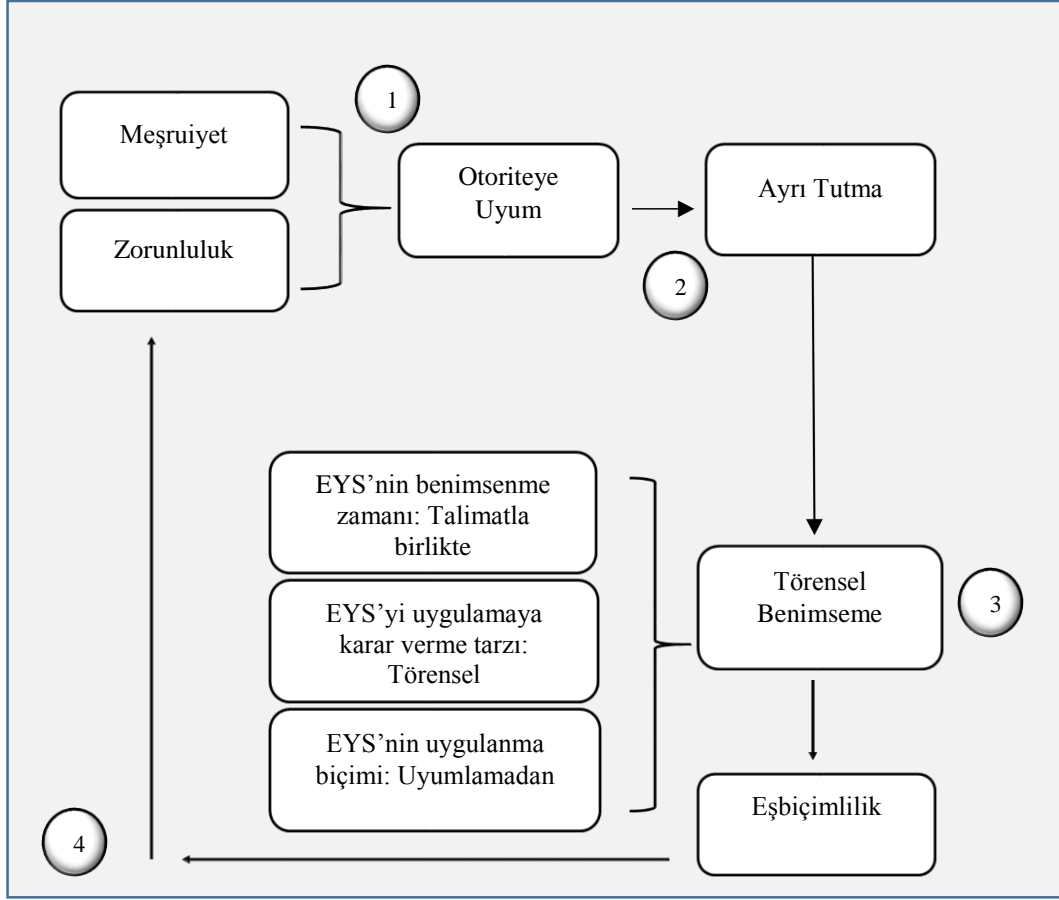 1
Meşruiyet
Zorunluluk
Otoriteye
Uyum
Ayrı Tutma
2
EYS’nin benimsenme
zamanı: Talimatla
birlikte
EYS’yi uygulamaya
karar verme tarzı:
Törensel
EYS’nin uygulanma
biçimi: Uyumlamadan
Törensel
Benimseme
3
Eşbiçimlilik
4